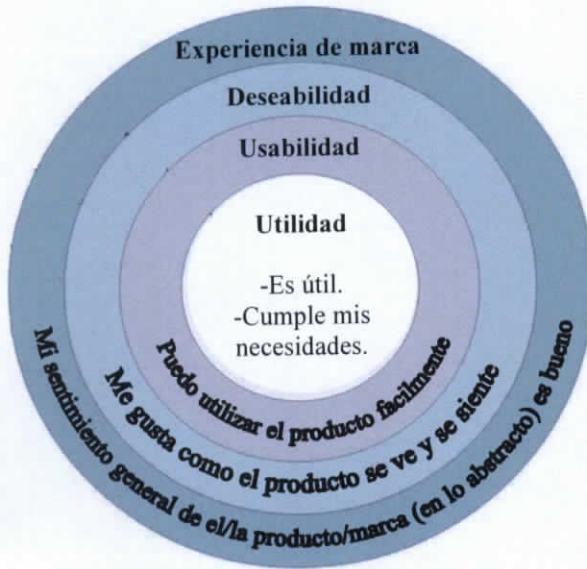 Experiencia de marca
Deseabilidad
Usabilidad
Utilidad
-Es útil.
-Cumple mis
necesidades.
Puedo utilizar el producto facilmente
Me gusta como el producto se ve y se siente
Mi sentimiento general de el/la producto/marca (en lo abstracto) es bueno